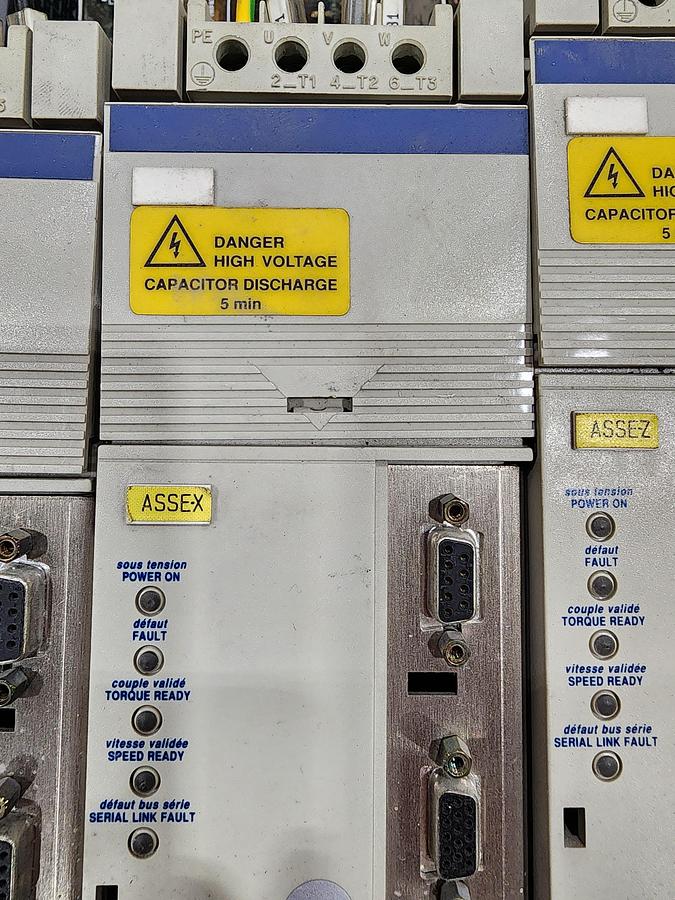 PE U V W
2_T1 4_T2 6_T3
DANGER
HIGH VOLTAGE
CAPACITOR DISCHARGE
5 min
ASSE-X
sous tension
POWER ON
défaut
FAULT
couple validé
TORQUE READY
vitesse validée
SPEED READY
défaut bus série
SERIAL LINK FAULT
DA
HIG
CAPACITOR
5
ASSE-Z
sous tension
POWER ON
défaut
FAULT
couple validé
TORQUE READY
vitesse validée
SPEED READY
défaut bus série
SERIAL LINK FAULT